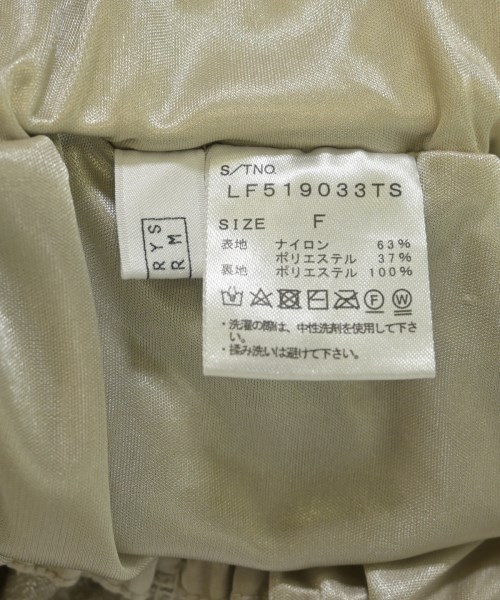 S/TNO.
LF519033TS
SIZE F
表地 ナイロン 63%
ポリエステル 37%
裏地 ポリエステル 100%
F W
・洗濯の際は、中性洗剤を使用して下さ
い。
・揉み洗いは避けて下さい。
RYS
RM